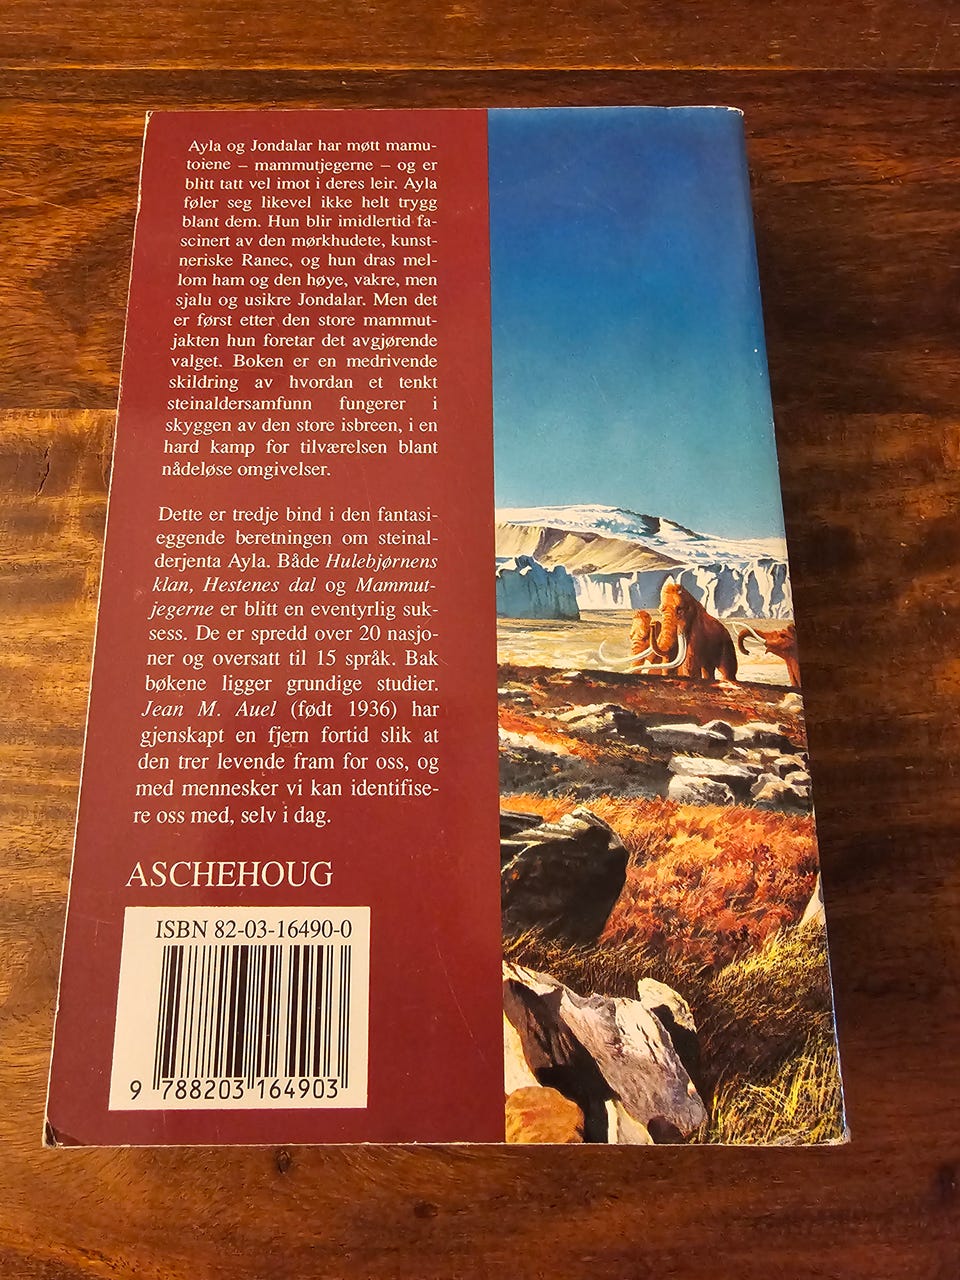 Ayla og Jondalar har møtt mamu-
toiene – mammutjegerne – og er
blitt tatt vel imot i deres leir. Ayla
føler seg likevel ikke helt trygg
blant dem. Hun blir imidlertid fa-
scinert av den mørkhudete, kunst-
neriske Ranec, og hun dras mel-
lom ham og den høye, vakre, men
sjalu og usikre Jondalar. Men det
er først etter den store mammut-
jakten hun foretar det avgjørende
valget. Boken er en medrivende
skildring av hvordan et tenkt
steinaldersamfunn fungerer i
skyggen av den store isbreen, i en
hard kamp for tilværelsen blant
nådeløse omgivelser.
Dette er tredje bind i den fantasi-
eggende beretningen om steinal-
derjenta Ayla. Både Hulebjørnens
klan, Hestenes dal og Mammut-
jegerne er blitt en eventyrlig suk-
sess. De er spredd over 20 nasjo-
ner og oversatt til 15 språk. Bak
bøkene ligger grundige studier.
Jean M. Auel (født 1936) har
gjenskapt en fjern fortid slik at
den trer levende fram for oss, og
med mennesker vi kan identifise-
re oss med, selv i dag.
ASCHEHOUG
ISBN 82-03-16490-0
9 788203 164903